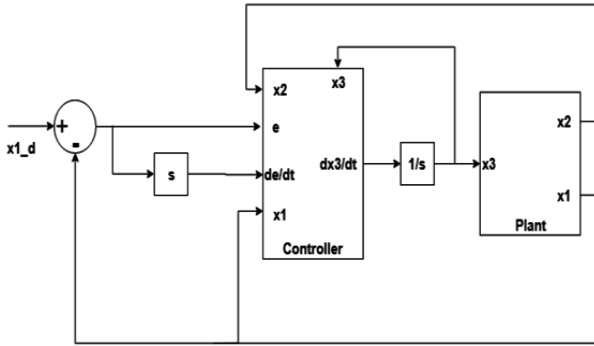 x1_d
+
-
s
x2
x3
e
de/dt
dx3/dt
x1
Controller
1/s
x3
x2
x1
Plant